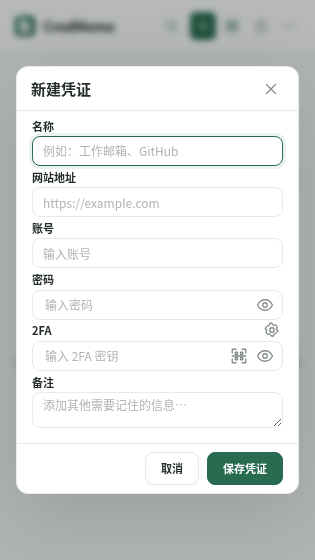 CredMemo
新建凭证
名称
例如：工作邮箱、GitHub
网站地址
https://example.com
账号
输入账号
密码
输入密码
2FA
输入 2FA 密钥
备注
添加其他需要记住的信息…
取消
保存凭证